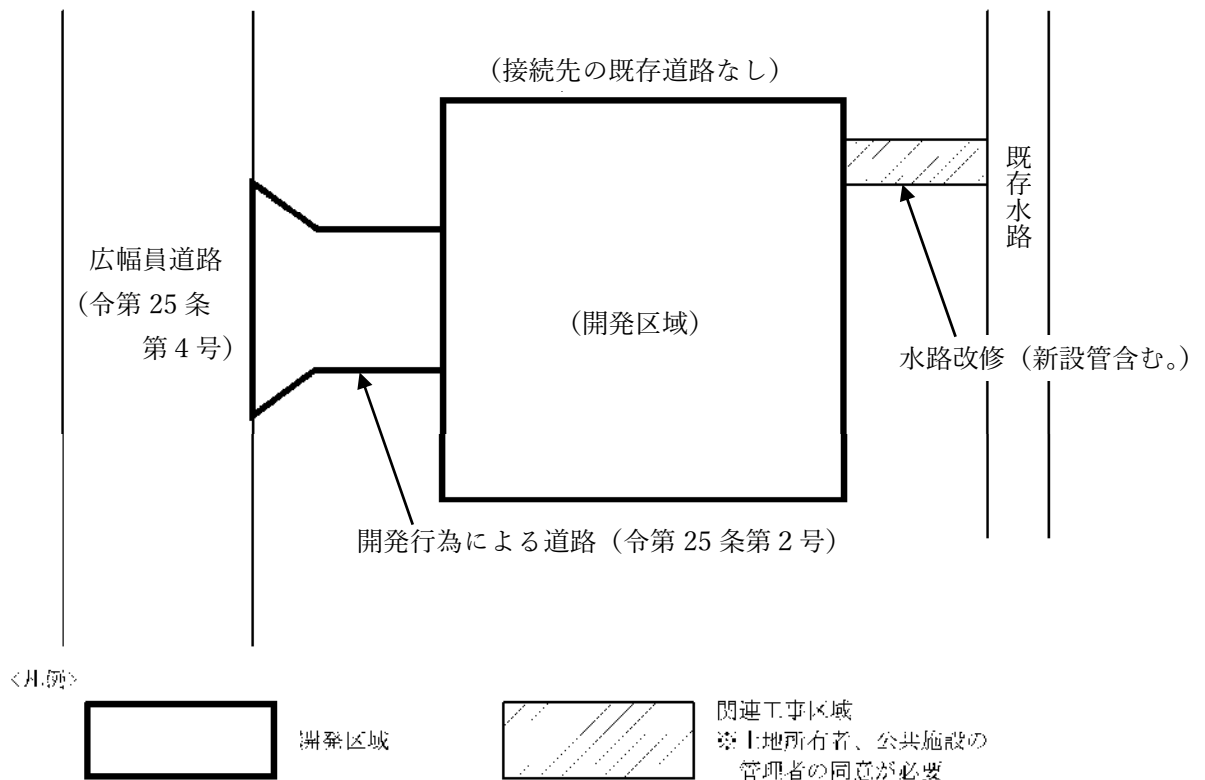 （接続先の既存道路なし）
既存水路
広幅員道路
（令第 25 条
第 4 号）
（開発区域）
水路改修（新設管含む。）
開発行為による道路（令第 25 条第 2 号）
<凡例>
開発区域
関連工事区域
※土地所有者、公共施設の
管理者の同意が必要